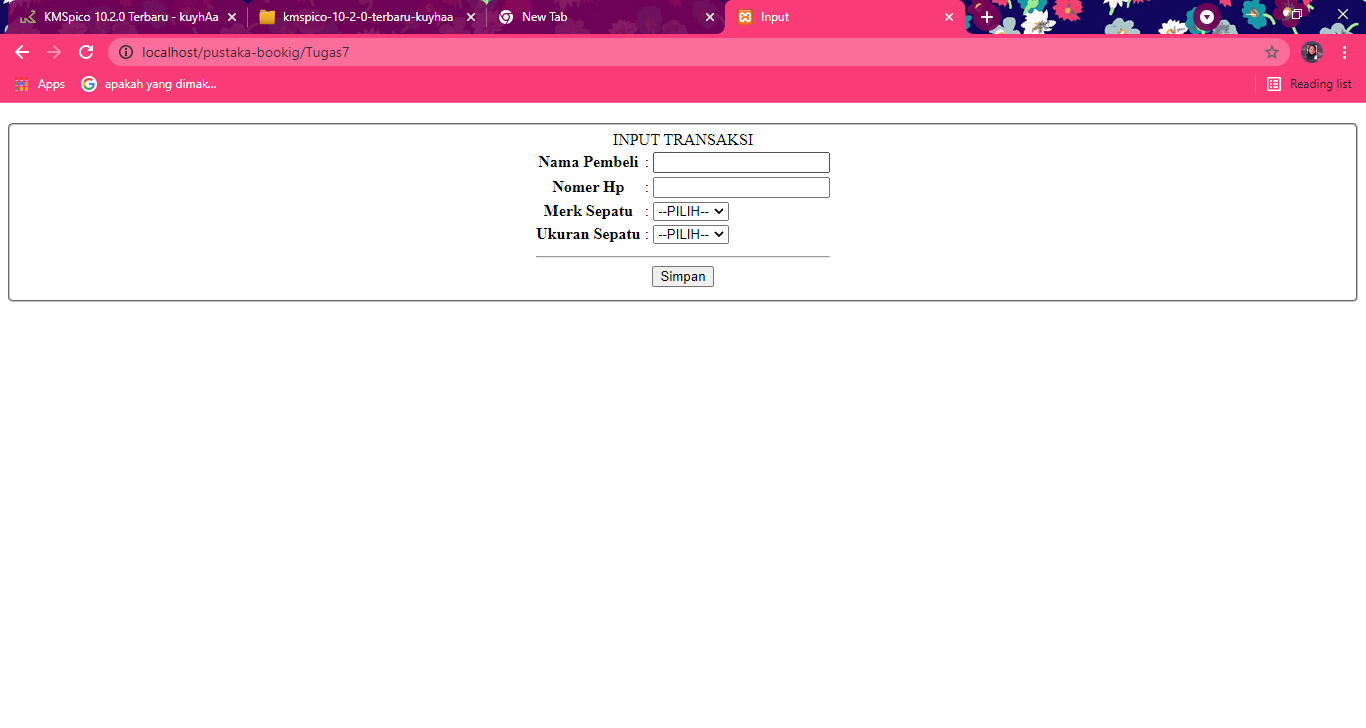 KMSpico 10.2.0 Terbaru - kuyhAa
kmspico-10-2-0-terbaru-kuyhaa
New Tab
Input
localhost/pustaka-bookig/Tugas7
Apps
apakah yang dimak...
Reading list
INPUT TRANSAKSI
Nama Pembeli :
Nomer Hp :
Merk Sepatu : --PILIH--
Ukuran Sepatu : --PILIH--
Simpan